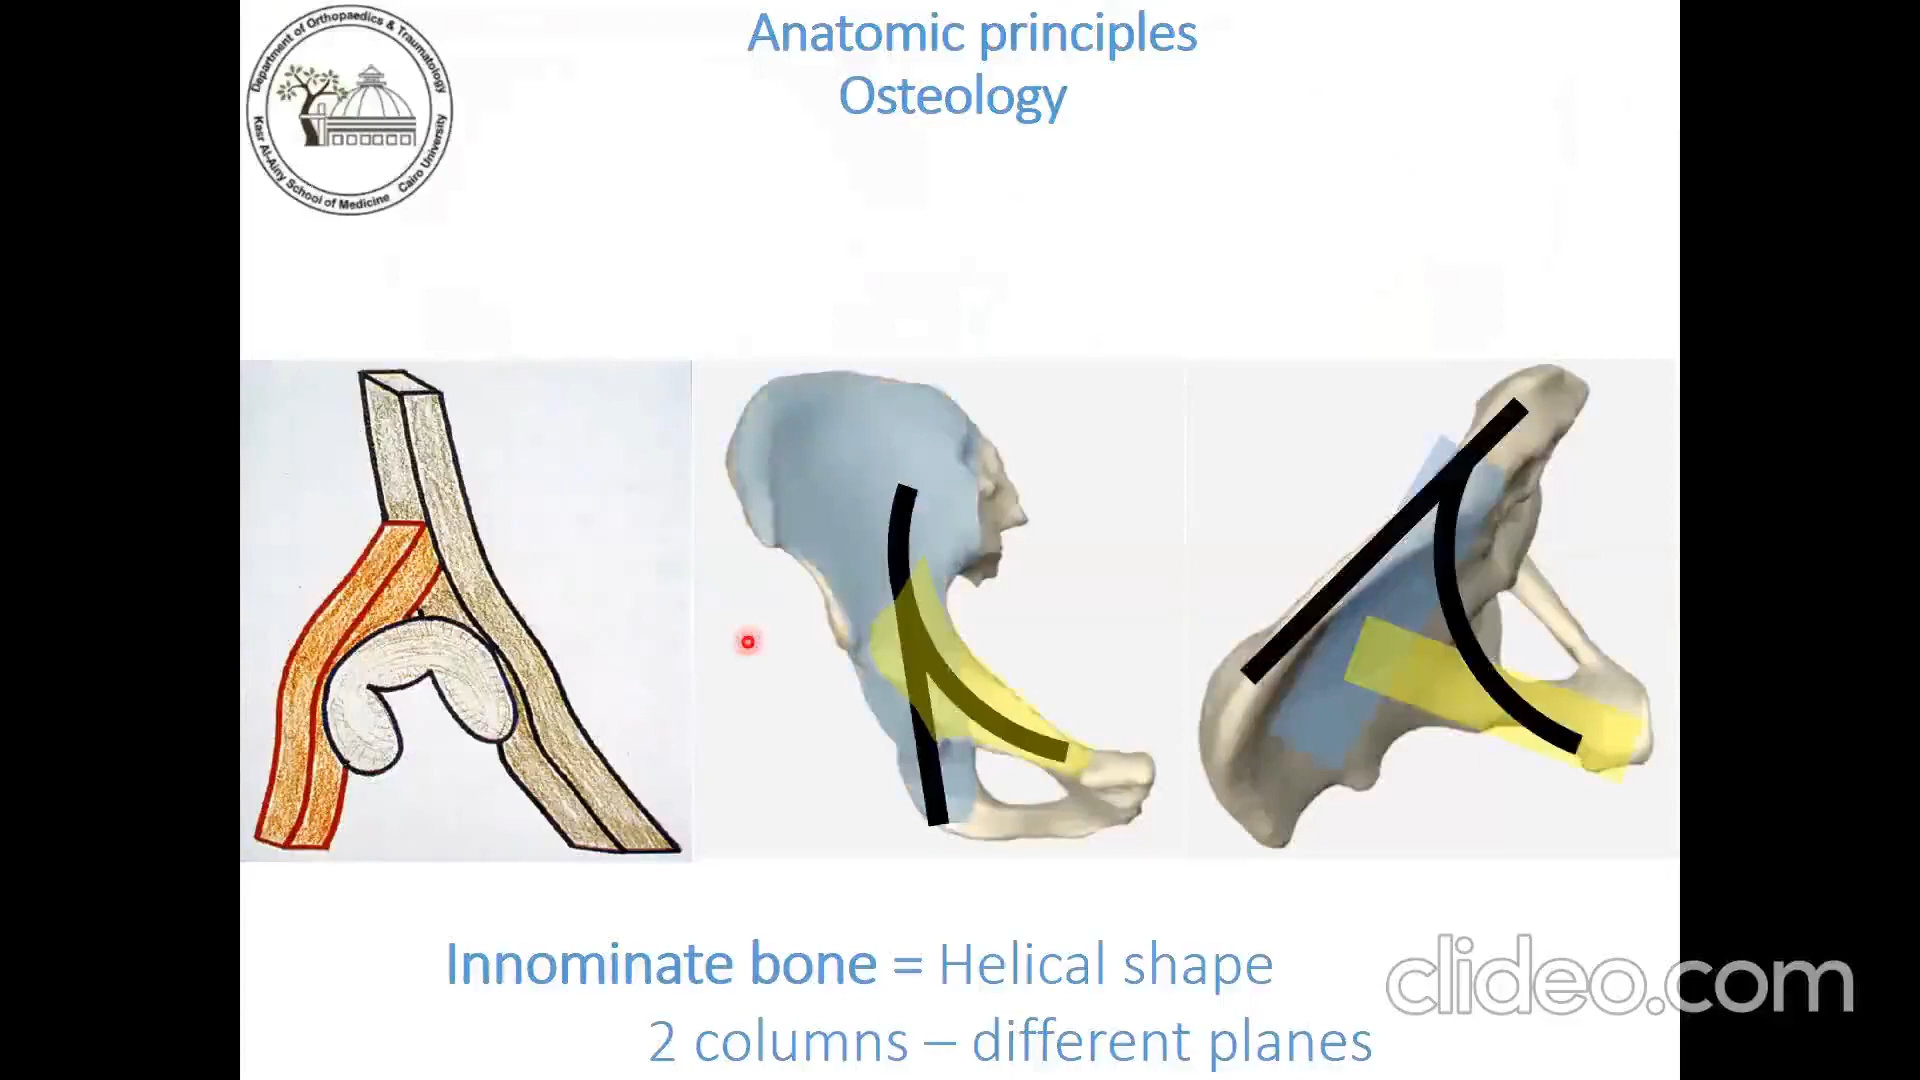 Anatomic principles
Osteology
Department of Orthopaedics & Traumatology
Kasr Al-Ainy School of Medicine Cairo University
Innominate bone = Helical shape
2 columns – different planes
clideo.com